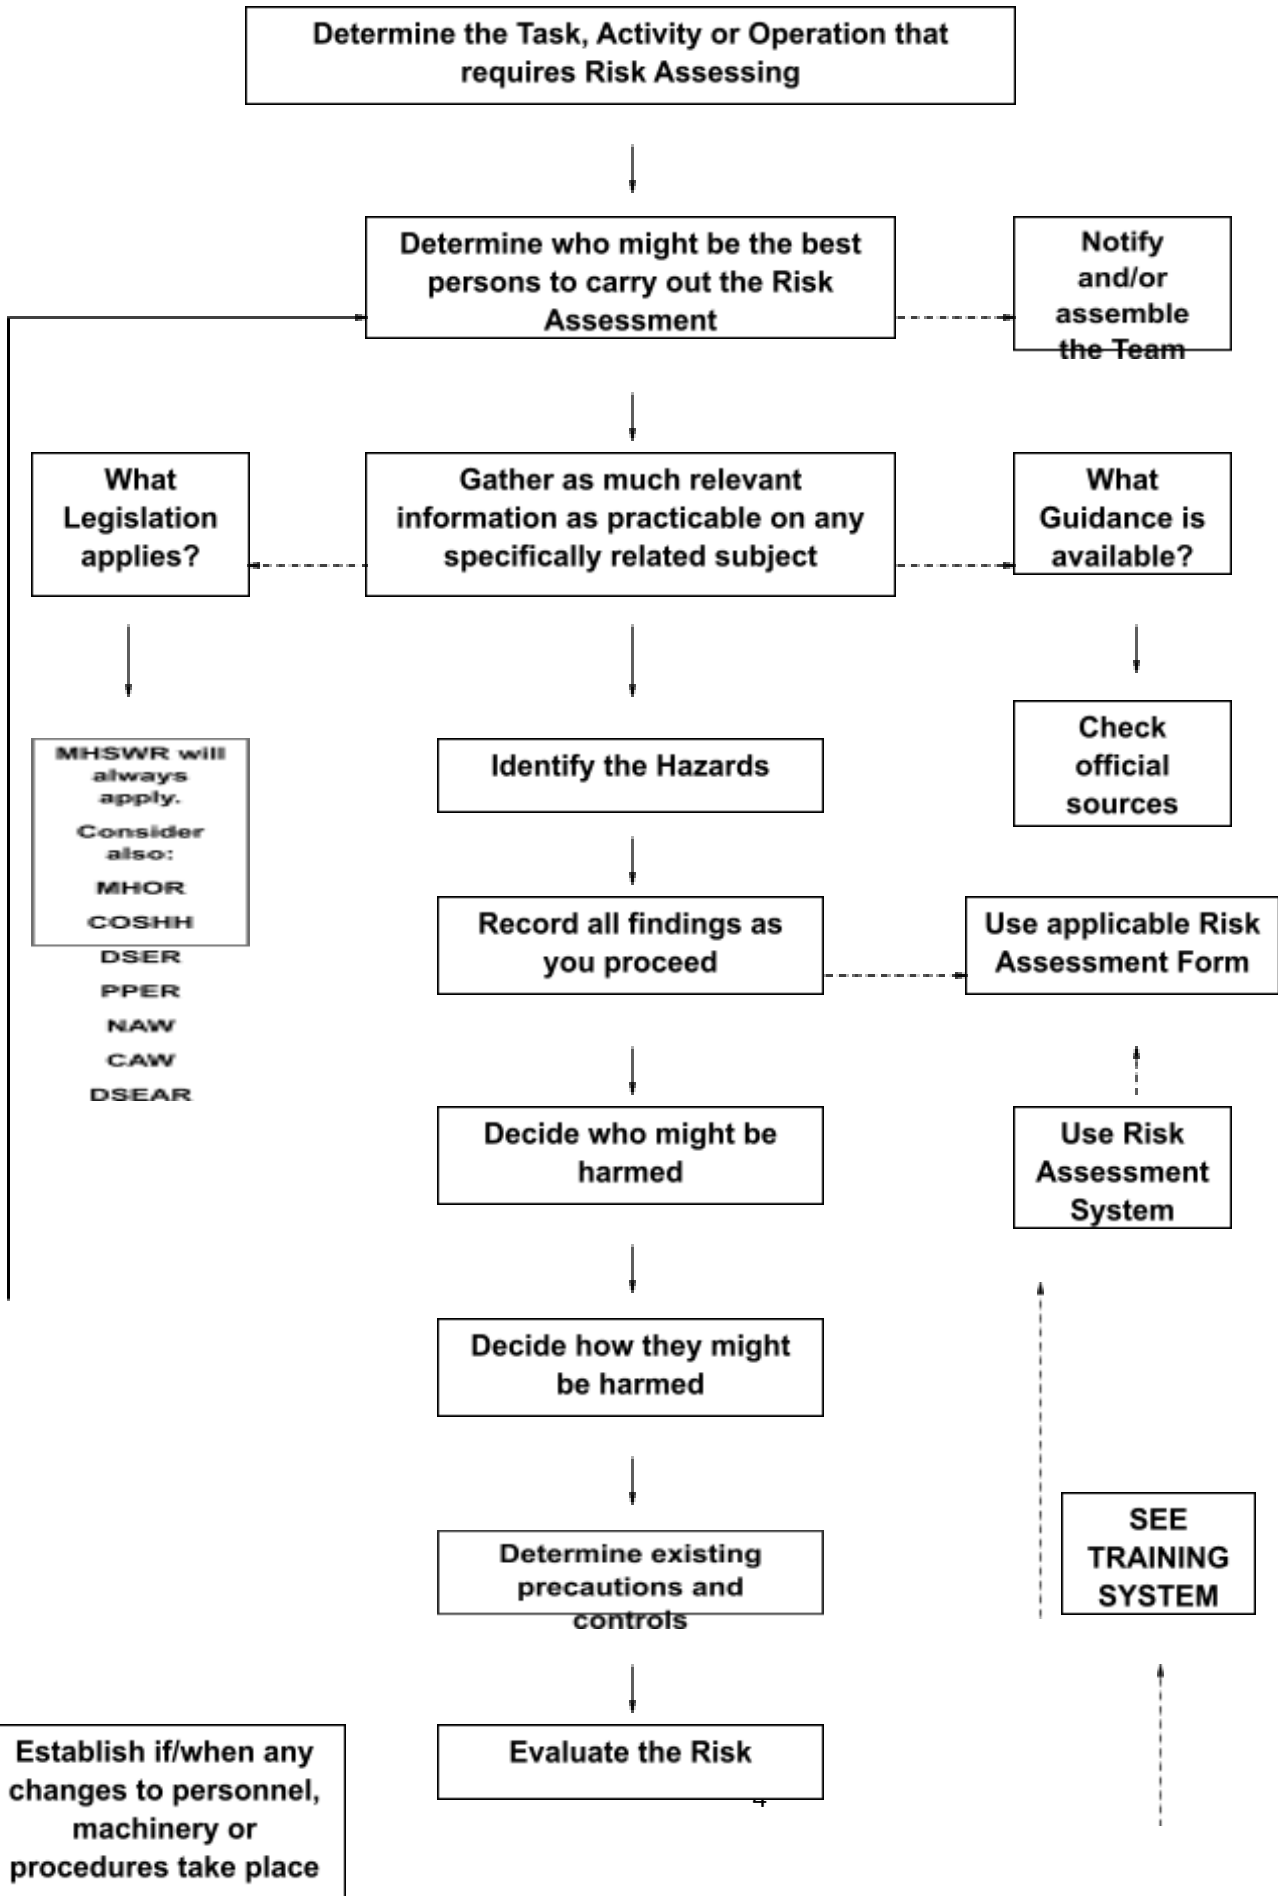 Determine the Task, Activity or Operation that
requires Risk Assessing
Determine who might be the best
persons to carry out the Risk
Assessment
Notify
and/or
assemble
the Team
What
Legislation
applies?
Gather as much relevant
information as practicable on any
specifically related subject
What
Guidance is
available?
MHSWR will
always
apply.
Consider
also:
MHOR
COSHH
DSER
PPER
NAW
CAW
DSEAR
Identify the Hazards
Check
official
sources
Record all findings as
you proceed
Use applicable Risk
Assessment Form
Decide who might be
harmed
Use Risk
Assessment
System
Decide how they might
be harmed
Determine existing
precautions and
controls
SEE
TRAINING
SYSTEM
Evaluate the Risk
4
Establish if/when any
changes to personnel,
machinery or
procedures take place